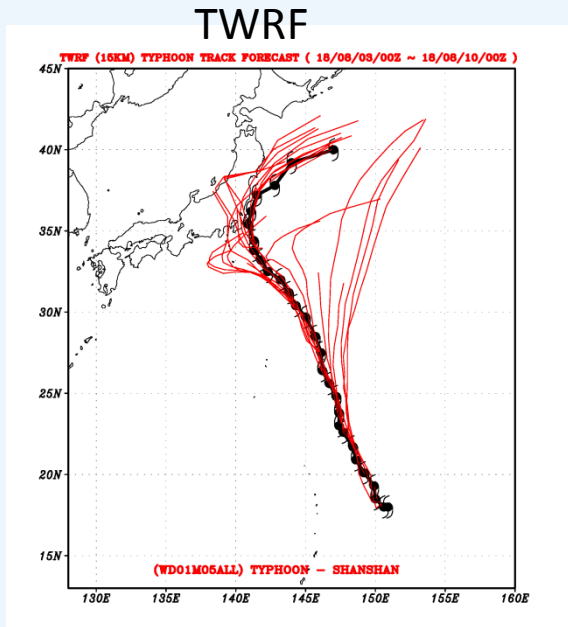 TWRF
TWRF (15KM) TYPHOON TRACK FORECAST ( 18/08/03/00Z ~ 18/08/10/00Z )
45N
40N
35N
30N
25N
20N
15N
(WD01M05ALL) TYPHOON - SHANSHAN
130E 135E 140E 145E 150E 155E 160E